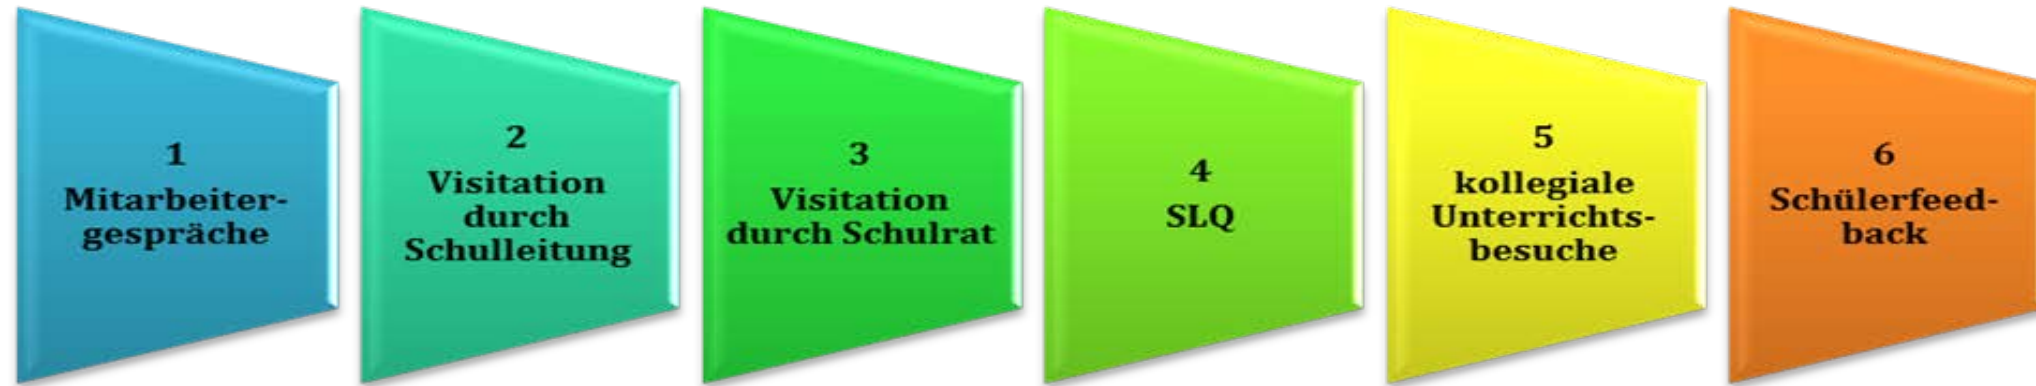 1
Mitarbeiter-
gespräche
2
Visitation
durch
Schulleitung
3
Visitation
durch Schulrat
4
SLQ
5
kollegiale
Unterrichts-
besuche
6
Schülerfeed-
back